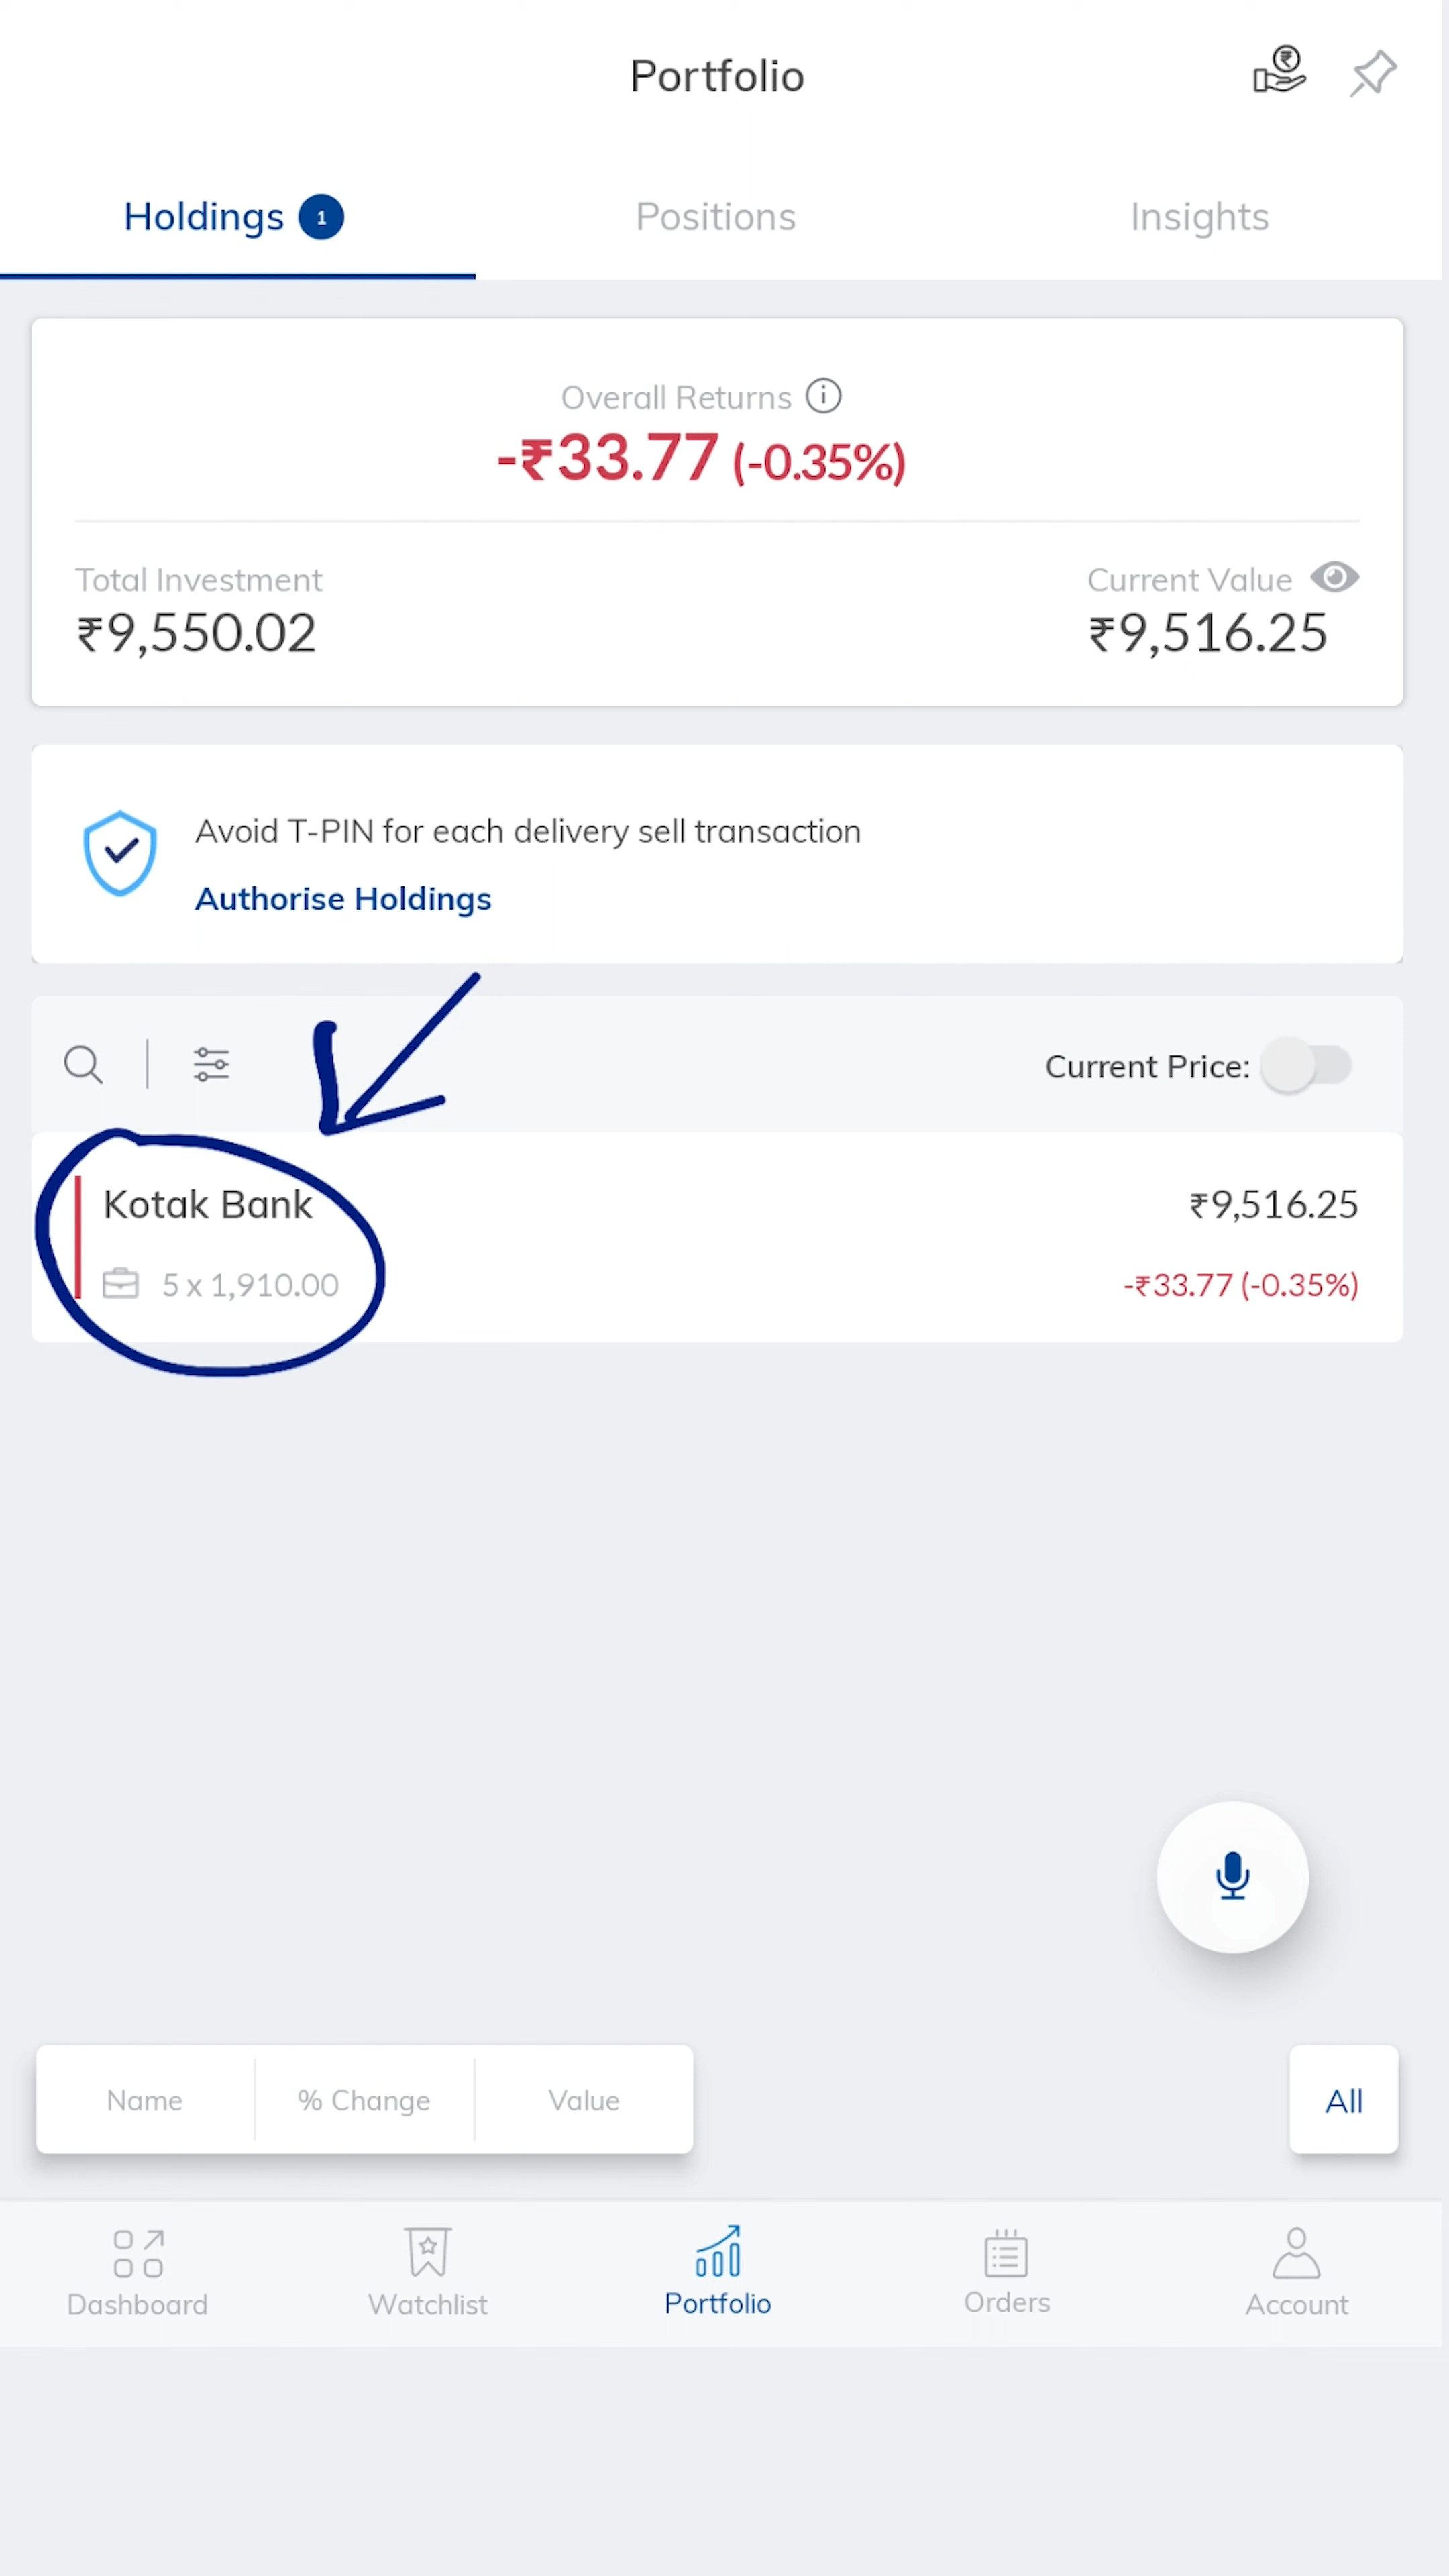 Portfolio
Holdings 1 Positions Insights
Overall Returns
-₹33.77 (-0.35%)
Total Investment Current Value
₹9,550.02 ₹9,516.25
Avoid T-PIN for each delivery sell transaction
Authorise Holdings
Current Price:
Kotak Bank ₹9,516.25
5 x 1,910.00 -₹33.77 (-0.35%)
Name % Change Value All
Dashboard Watchlist Portfolio Orders Account